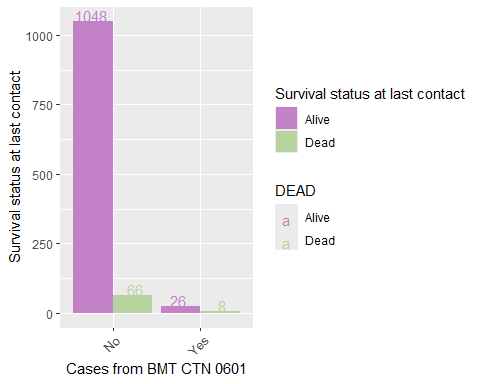 1048
66
26
8
1000
750
500
250
0
Survival status at last contact
No
Yes
Cases from BMT CTN 0601
Survival status at last contact
Alive
Dead
DEAD
a Alive
a Dead